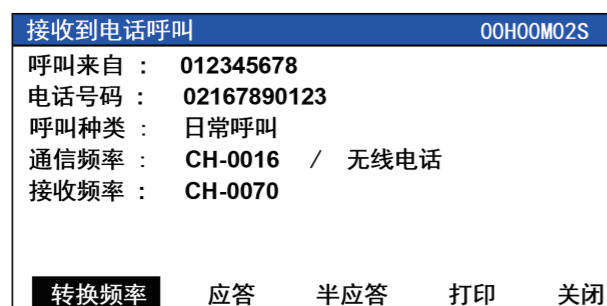 接收到电话呼叫 00H00M02S
呼叫来自 : 012345678
电话号码 : 02167890123
呼叫种类 : 日常呼叫
通信频率 : CH-0016 / 无线电话
接收频率 : CH-0070
转换频率 应答 半应答 打印 关闭